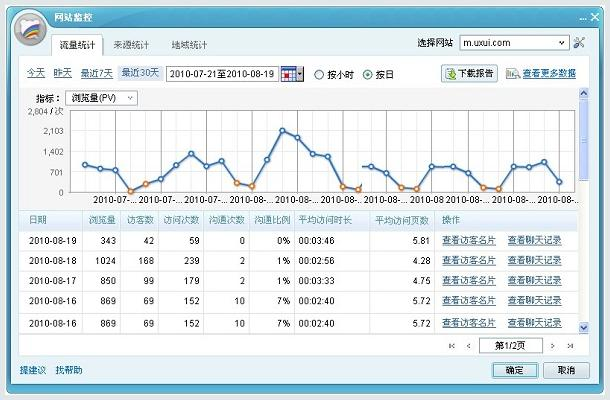 网站监控
流量统计 来源统计 地域统计 选择网站 m.uxui.com
今天 昨天 最近7天 最近30天 2010-07-21至2010-08-19 按小时 按日 下载报告 查看更多数据
指标： 浏览量(PV)
2,804 / 次
2,103
1,402
701
0
2010-07-... 2010-07-... 2010-07-... 2010-07-... 2010-08-... 2010-08-... 2010-08-... 2010-08-... 2010-08-... 2010-08-...
日期 浏览量 访客数 访问次数 沟通次数 沟通比例 平均访问时长 平均访问页数 操作
2010-08-19 343 42 59 0 0% 00:03:46 5.81 查看访客名片 查看聊天记录
2010-08-18 1024 168 239 2 1% 00:02:56 4.28 查看访客名片 查看聊天记录
2010-08-17 850 99 179 2 1% 00:03:33 4.75 查看访客名片 查看聊天记录
2010-08-16 869 69 152 10 7% 00:02:40 5.72 查看访客名片 查看聊天记录
2010-08-16 869 69 152 10 7% 00:02:40 5.72 查看访客名片 查看聊天记录
第1/2页
提建议 找帮助 确定 取消